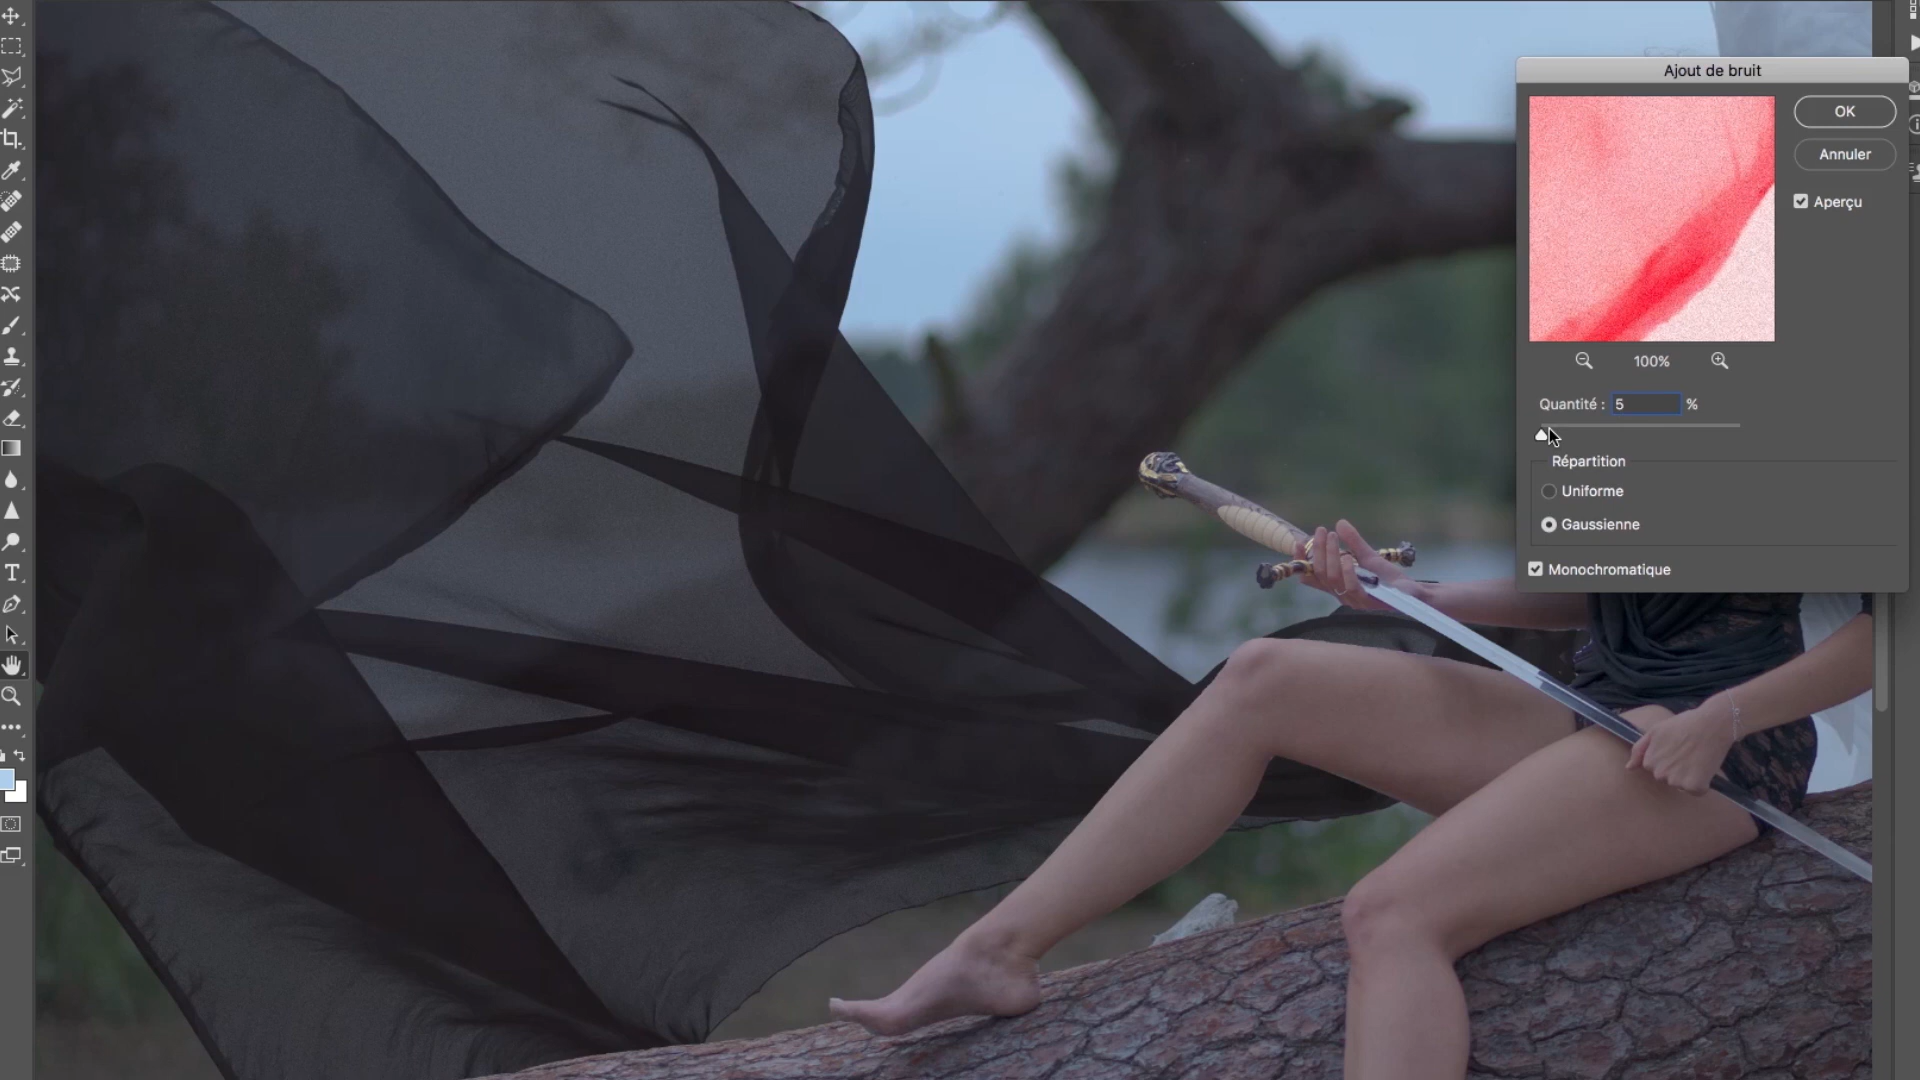 Ajout de bruit
OK
Annuler
Aperçu
100%
Quantité : 5 %
Répartition
Uniforme
Gaussienne
Monochromatique